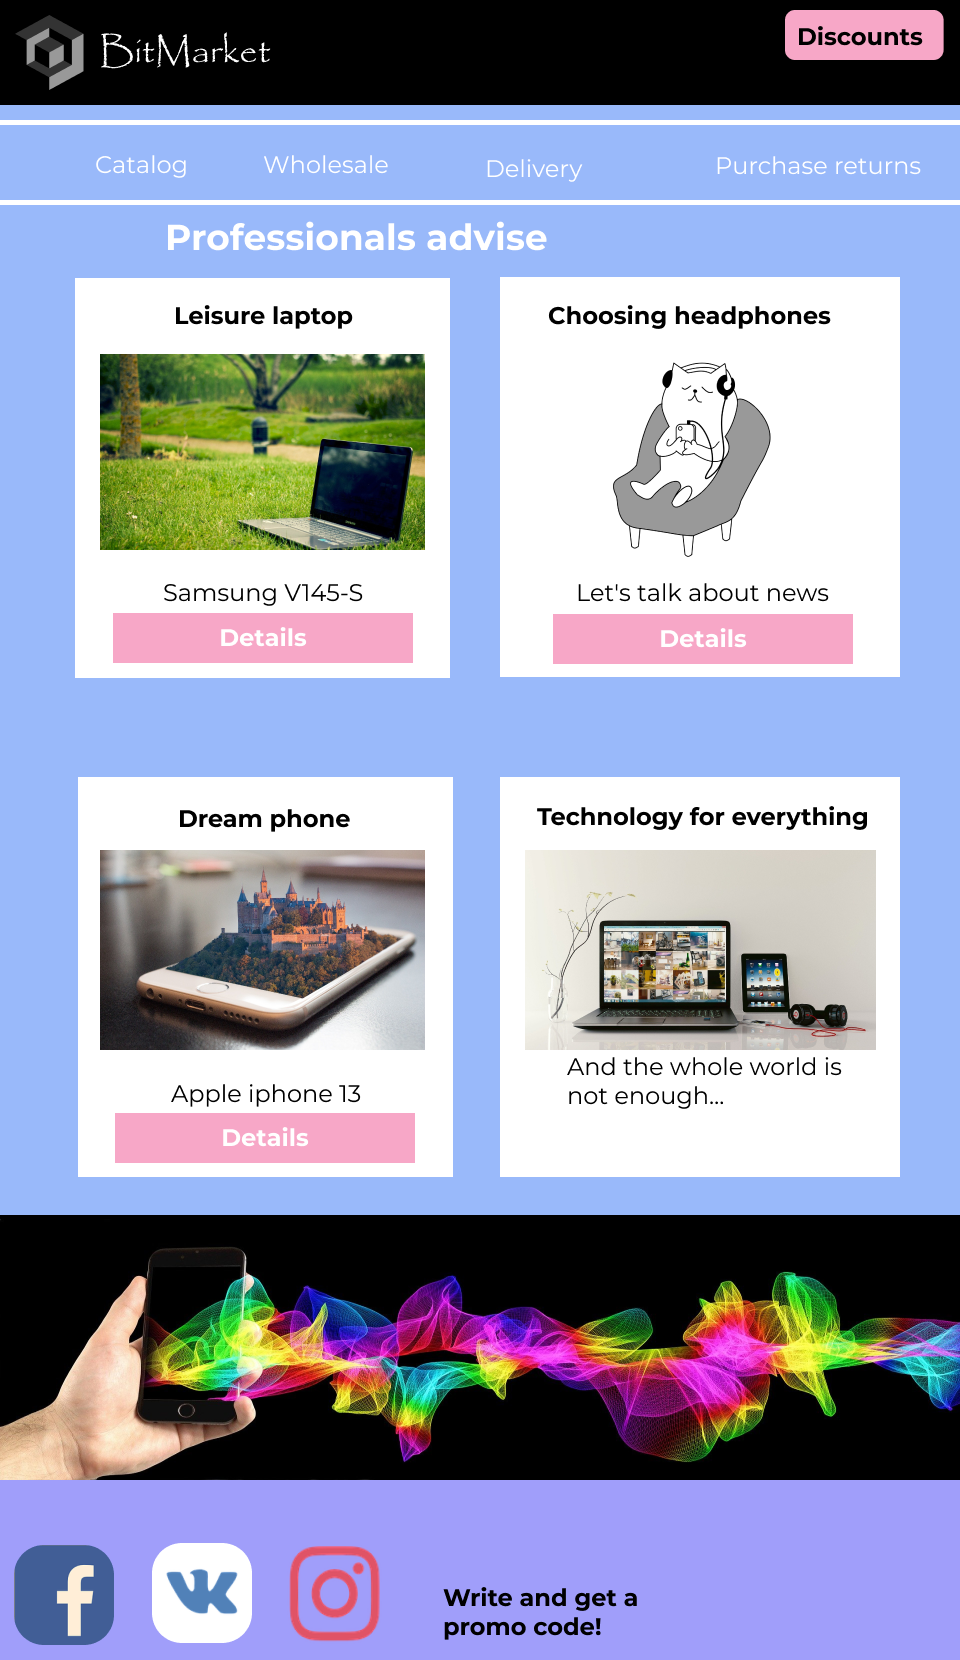 BitMarket
Discounts
Catalog
Wholesale
Delivery
Purchase returns
Professionals advise
Leisure laptop
Choosing headphones
Samsung V145-S
Let's talk about news
Details
Details
Dream phone
Technology for everything
Apple iphone 13
And the whole world is
not enough...
Details
Write and get a
promo code!